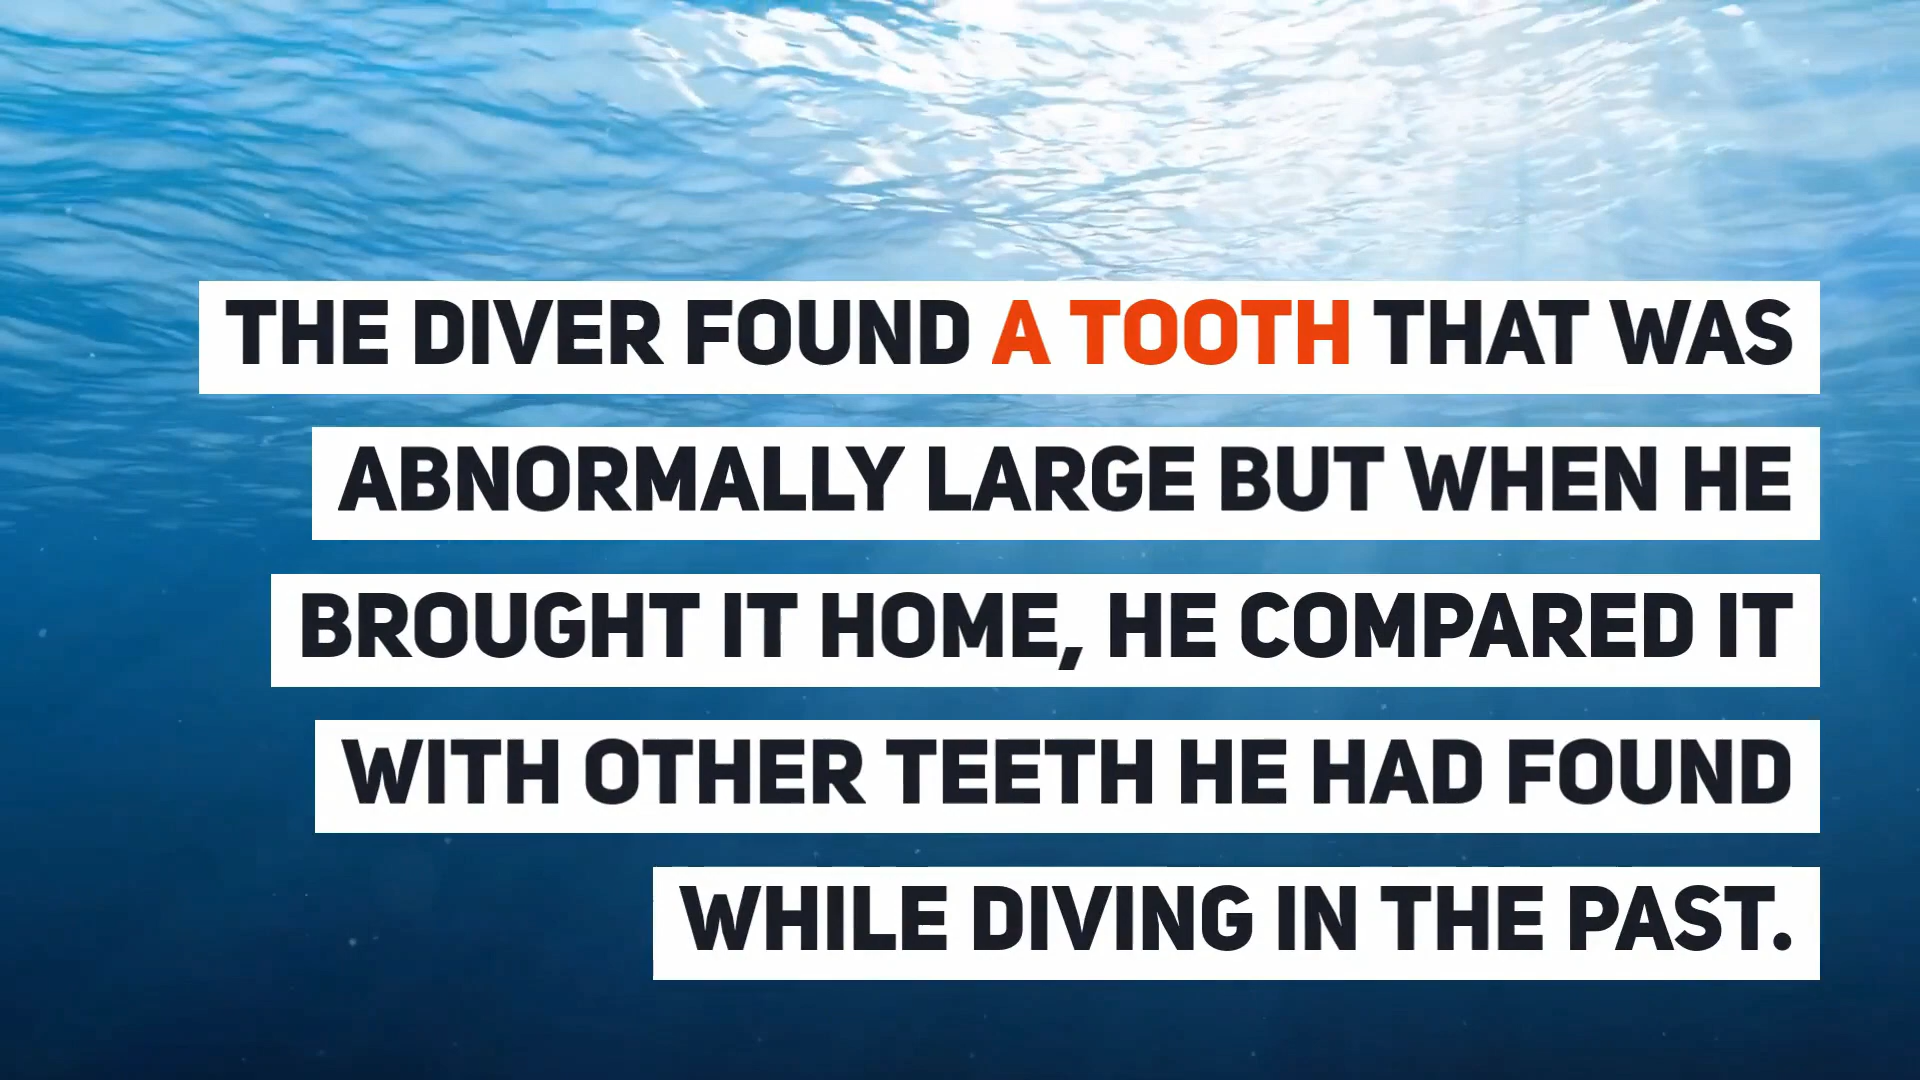 THE DIVER FOUND A TOOTH THAT WAS
ABNORMALLY LARGE BUT WHEN HE
BROUGHT IT HOME, HE COMPARED IT
WITH OTHER TEETH HE HAD FOUND
WHILE DIVING IN THE PAST.